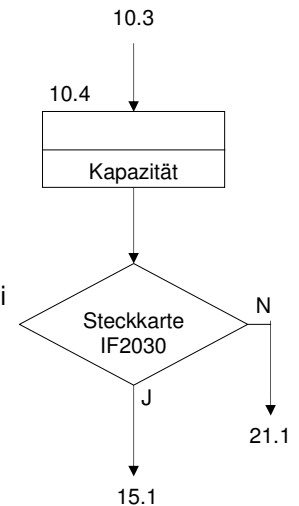 10.3
10.4
Kapazität
i
Steckkarte
IF2030
N
J
21.1
15.1